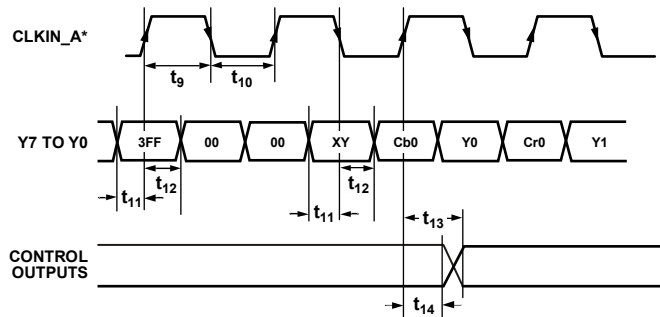 CLKIN_A*
t9 t10
Y7 TO Y0 3FF 00 00 XY Cb0 Y0 Cr0 Y1
t11 t12 t11 t12
t13
CONTROL
OUTPUTS
t14